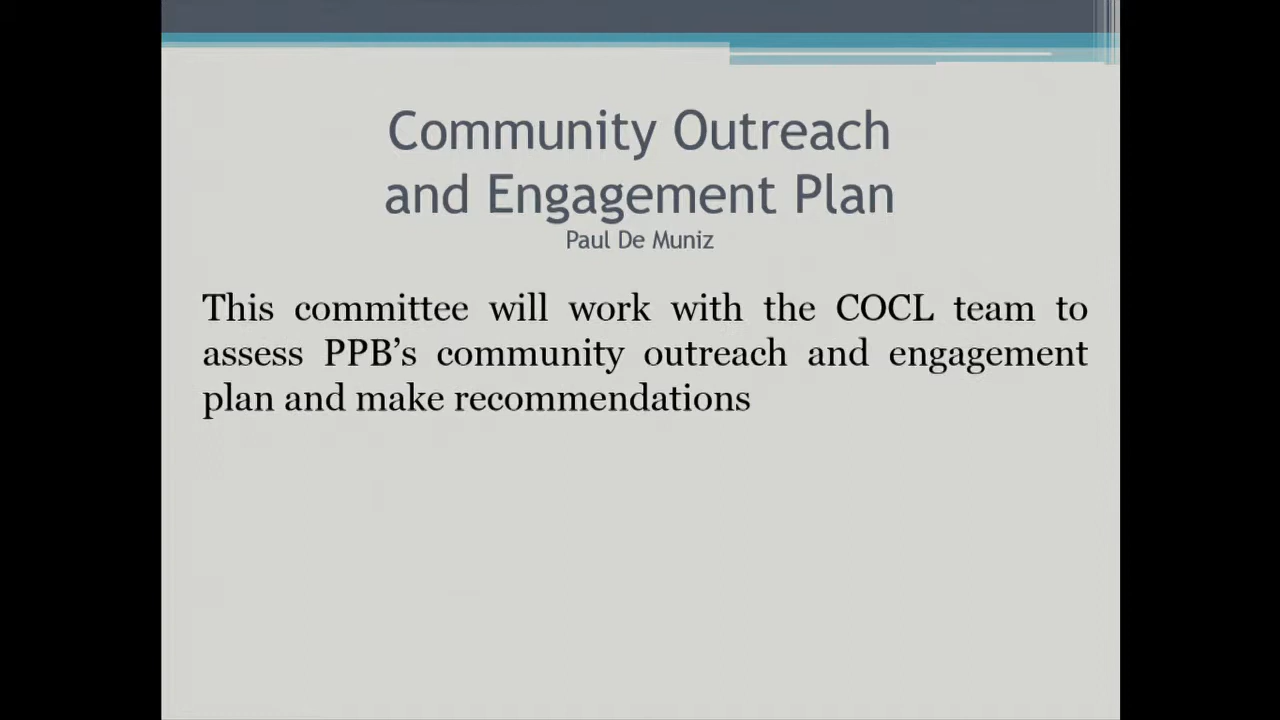 Community Outreach
and Engagement Plan
Paul De Muniz
This committee will work with the COCL team to
assess PPB’s community outreach and engagement
plan and make recommendations